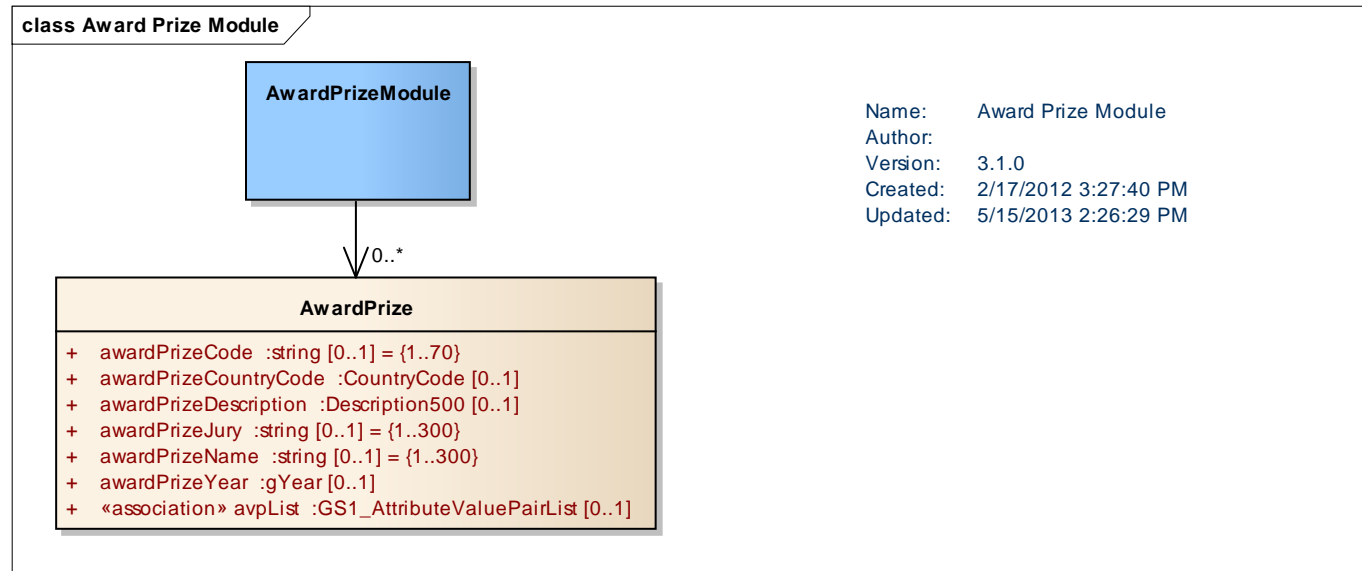 class Award Prize Module
AwardPrizeModule
Name: Award Prize Module
Author:
Version: 3.1.0
Created: 2/17/2012 3:27:40 PM
Updated: 5/15/2013 2:26:29 PM
0..*
AwardPrize
+ awardPrizeCode :string [0..1] = {1..70}
+ awardPrizeCountryCode :CountryCode [0..1]
+ awardPrizeDescription :Description500 [0..1]
+ awardPrizeJury :string [0..1] = {1..300}
+ awardPrizeName :string [0..1] = {1..300}
+ awardPrizeYear :gYear [0..1]
+ «association» avpList :GS1_AttributeValuePairList [0..1]